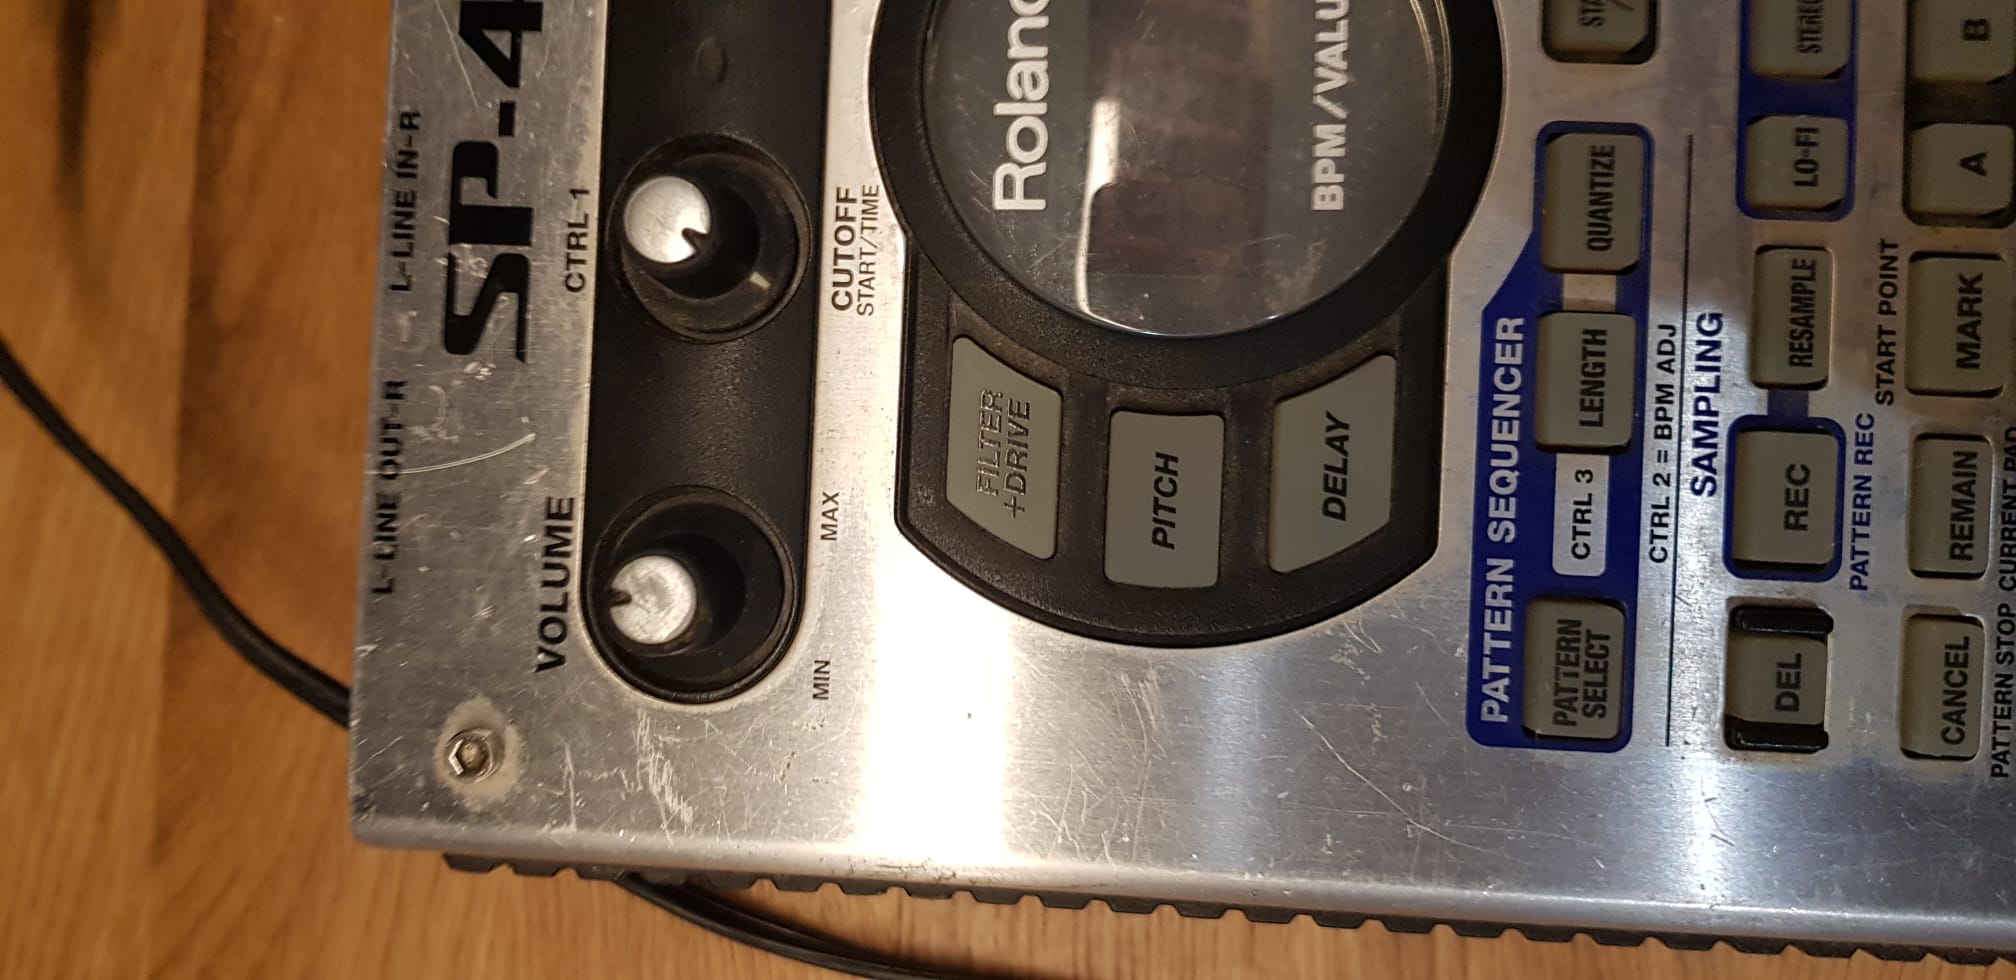 L-LINE OUT-R
L-LINE IN-R
SP-4
VOLUME
CTRL 1
MIN
MAX
CUTOFF
START/TIME
Roland
BPM/VALU
FILTER
+DRIVE
PITCH
DELAY
PATTERN SEQUENCER
PATTERN
SELECT
CTRL 3
LENGTH
QUANTIZE
STA
CTRL 2 = BPM ADJ
SAMPLING
DEL
REC
RESAMPLE
LO-FI
STEREO
PATTERN REC
START POINT
CANCEL
REMAIN
MARK
A
B
PATTERN STOP
CURRENT PAD